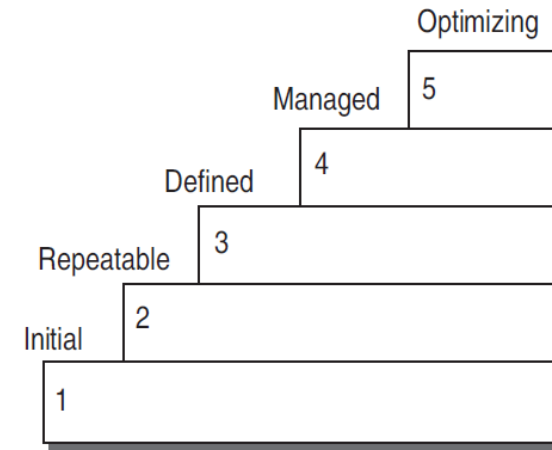 Optimizing
5
Managed
4
Defined
3
Repeatable
2
Initial
1